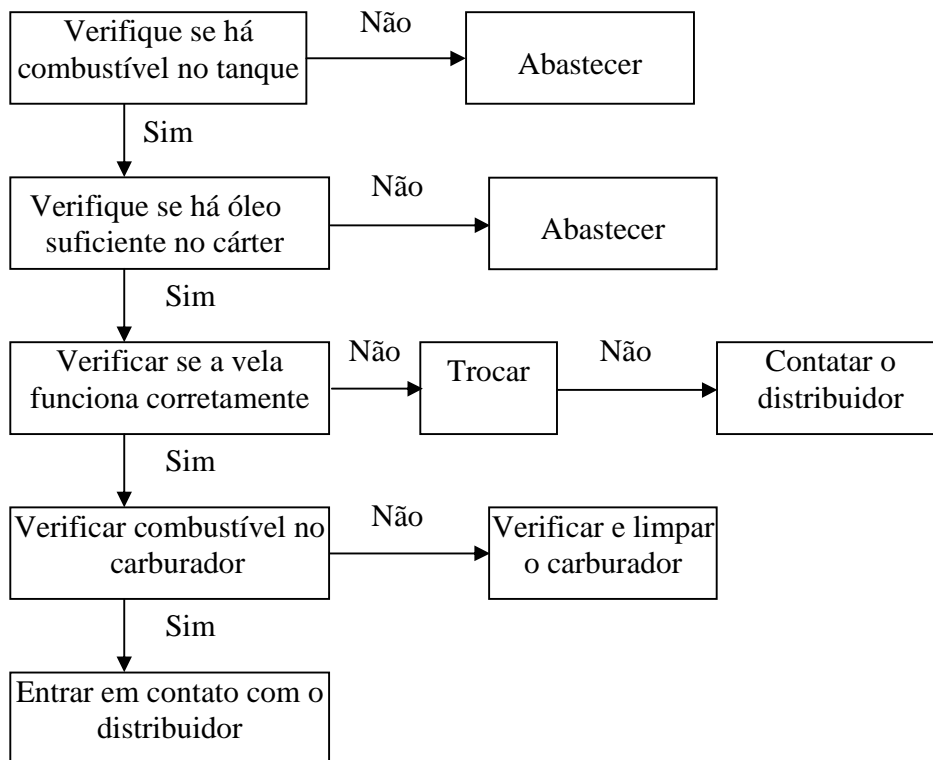 Verifique se há
combustível no tanque
Não
Abastecer
Sim
Verifique se há óleo
suficiente no cárter
Não
Abastecer
Sim
Verificar se a vela
funciona corretamente
Não
Trocar
Não
Contatar o
distribuidor
Sim
Verificar combustível no
carburador
Não
Verificar e limpar
o carburador
Sim
Entrar em contato com o
distribuidor